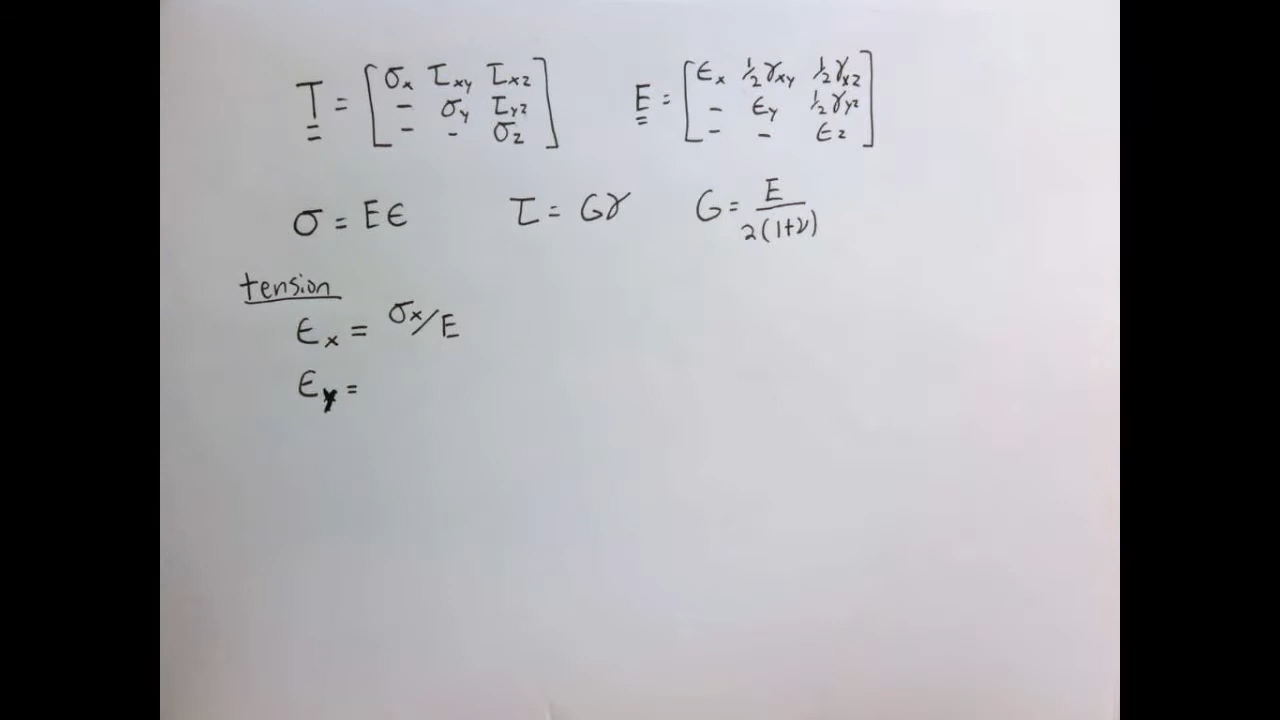 T = [ σx τxy τxz
- σy τyz
- - σz ]
E = [ ϵx ½γxy ½γxz
- ϵy ½γyz
- - ϵz ]
σ = Eϵ τ = Gγ G = E / 2(1+ν)
tension
ϵx = σx/E
ϵy =